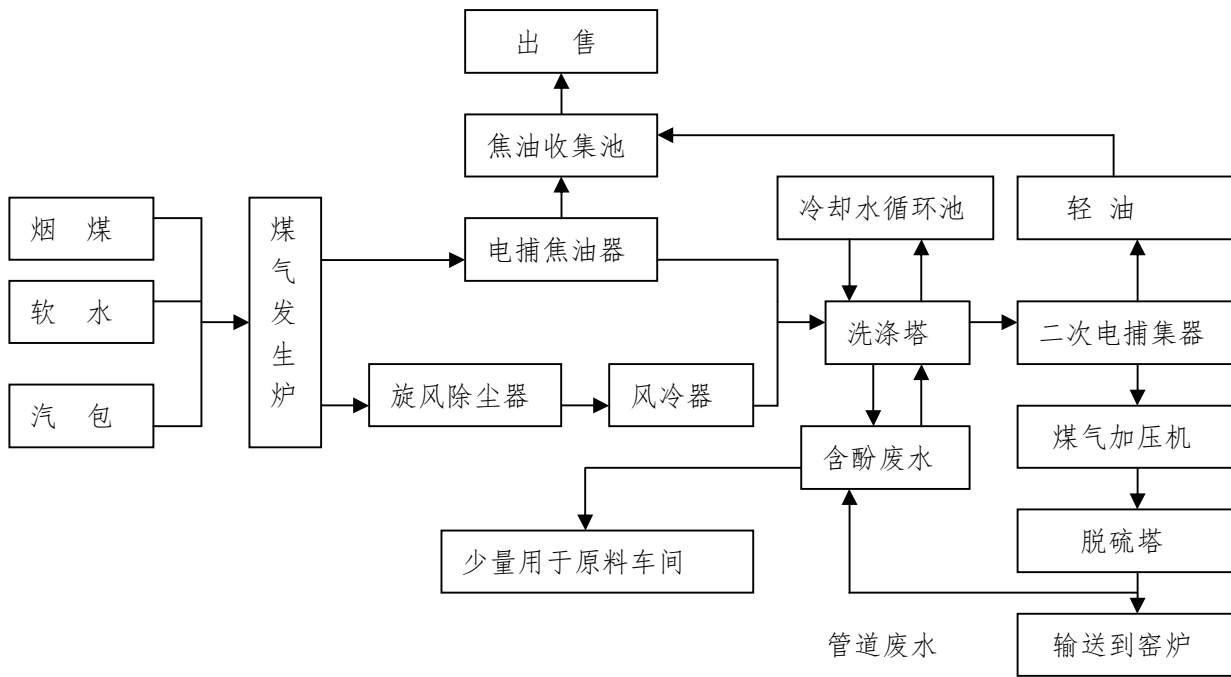 出 售
焦油收集池
烟 煤
软 水
汽 包
煤气发生炉
电捕焦油器
旋风除尘器
风冷器
冷却水循环池
洗涤塔
含酚废水
少量用于原料车间
轻 油
二次电捕集器
煤气加压机
脱硫塔
管道废水
输送到窑炉